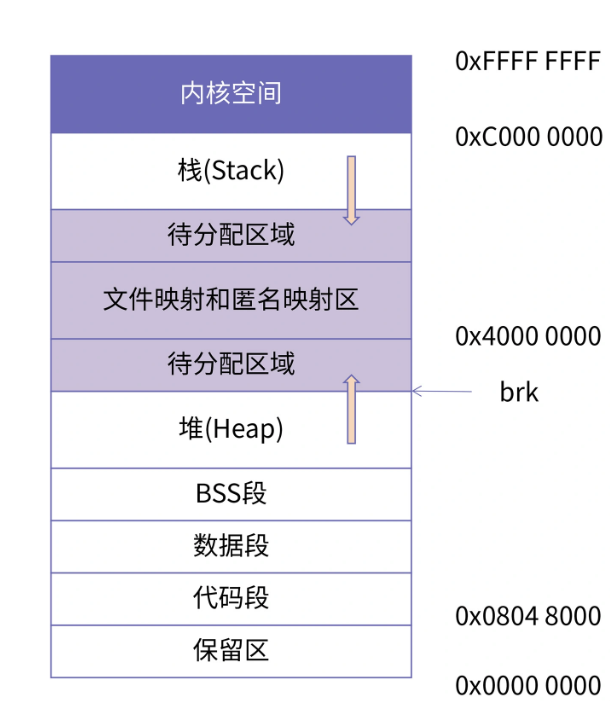 0xFFFF FFFF
内核空间
0xC000 0000
栈(Stack)
待分配区域
文件映射和匿名映射区
0x4000 0000
待分配区域
brk
堆(Heap)
BSS段
数据段
代码段
0x0804 8000
保留区
0x0000 0000